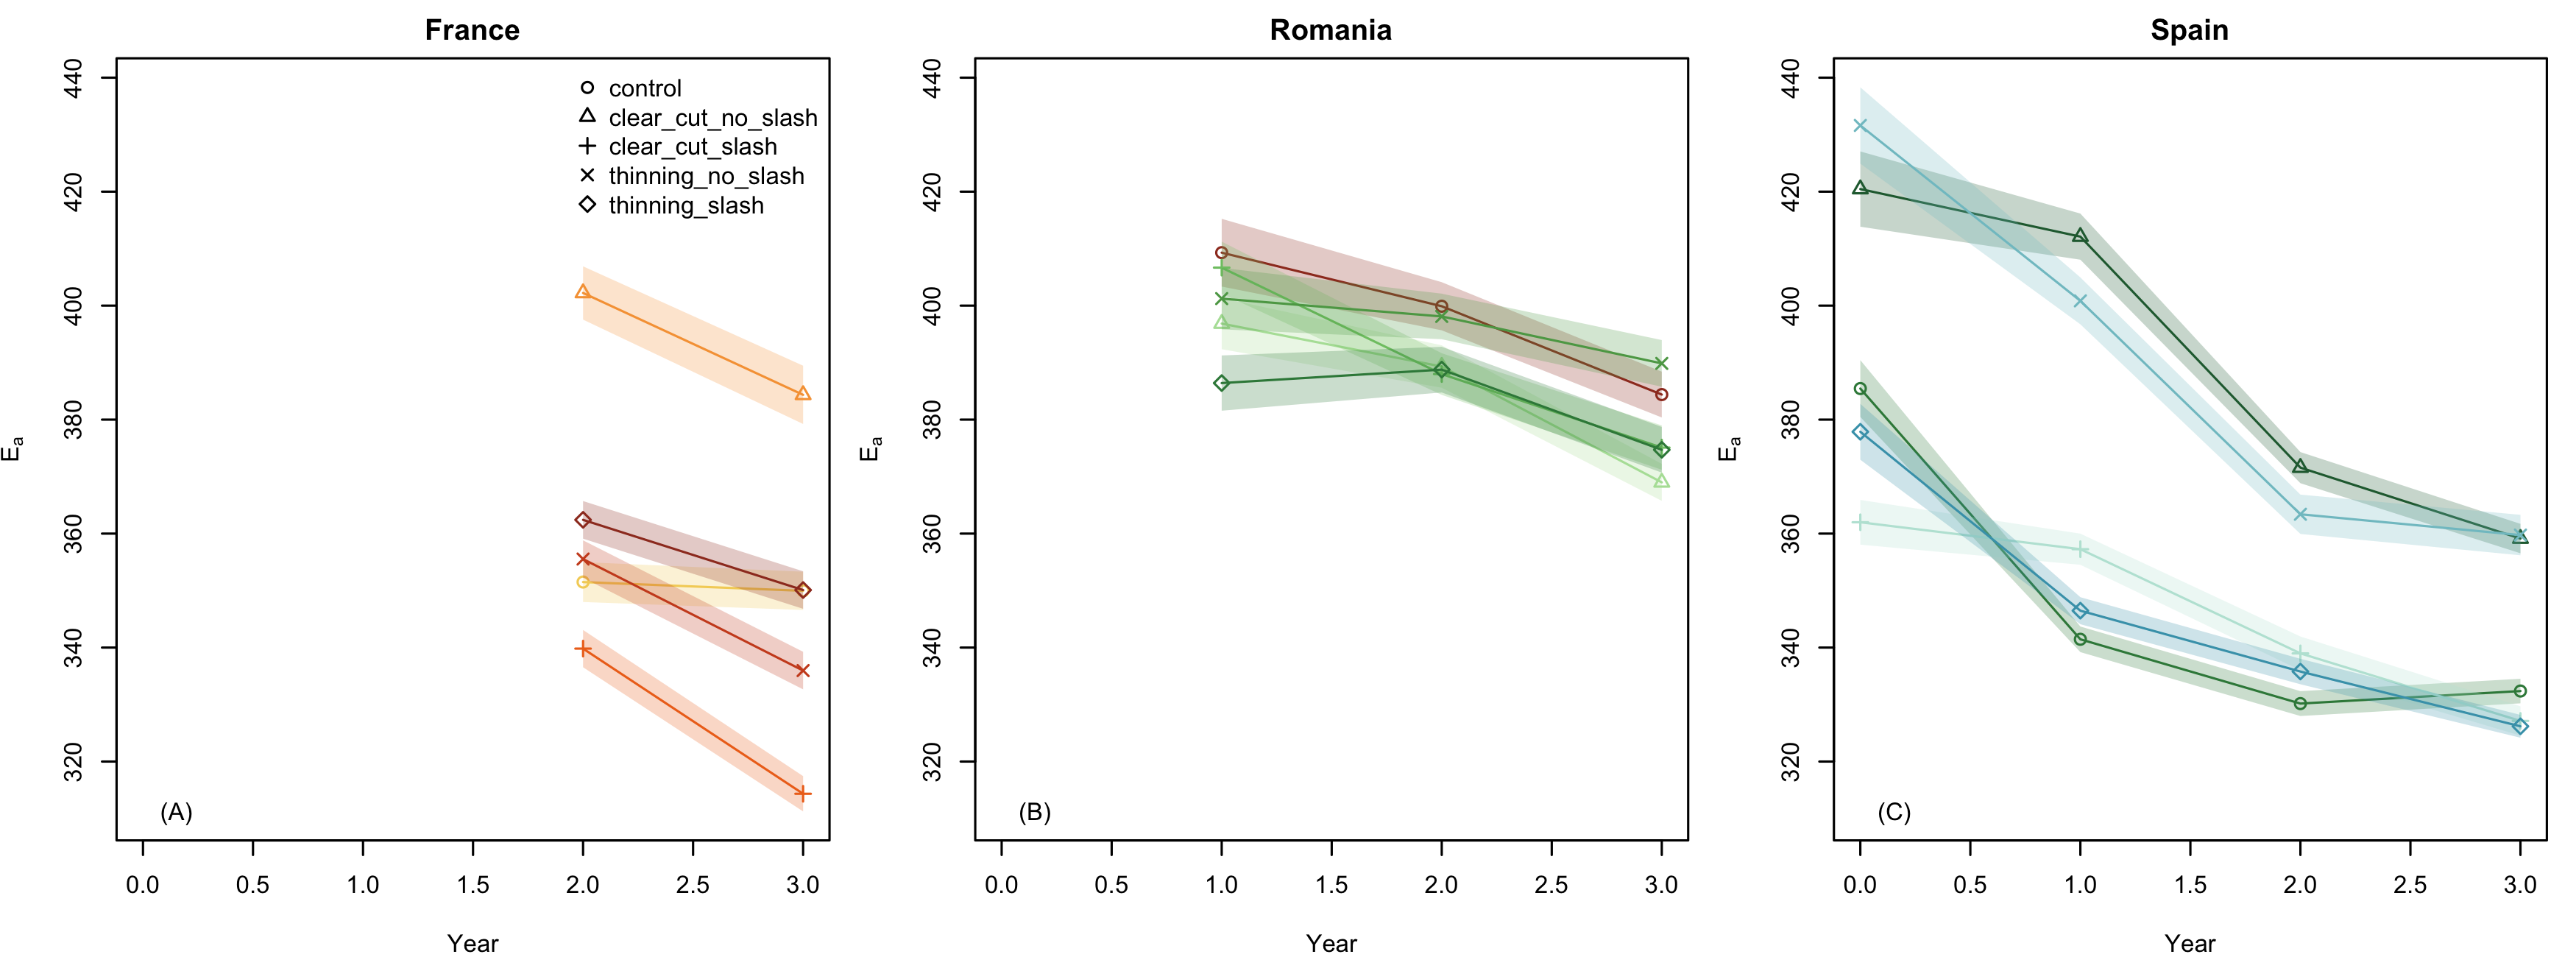 France
440
420
400
380
360
340
320
Ea
control
clear_cut_no_slash
clear_cut_slash
thinning_no_slash
thinning_slash
(A)
0.0 0.5 1.0 1.5 2.0 2.5 3.0
Year
Romania
440
420
400
380
360
340
320
Ea
(B)
0.0 0.5 1.0 1.5 2.0 2.5 3.0
Year
Spain
440
420
400
380
360
340
320
Ea
(C)
0.0 0.5 1.0 1.5 2.0 2.5 3.0
Year